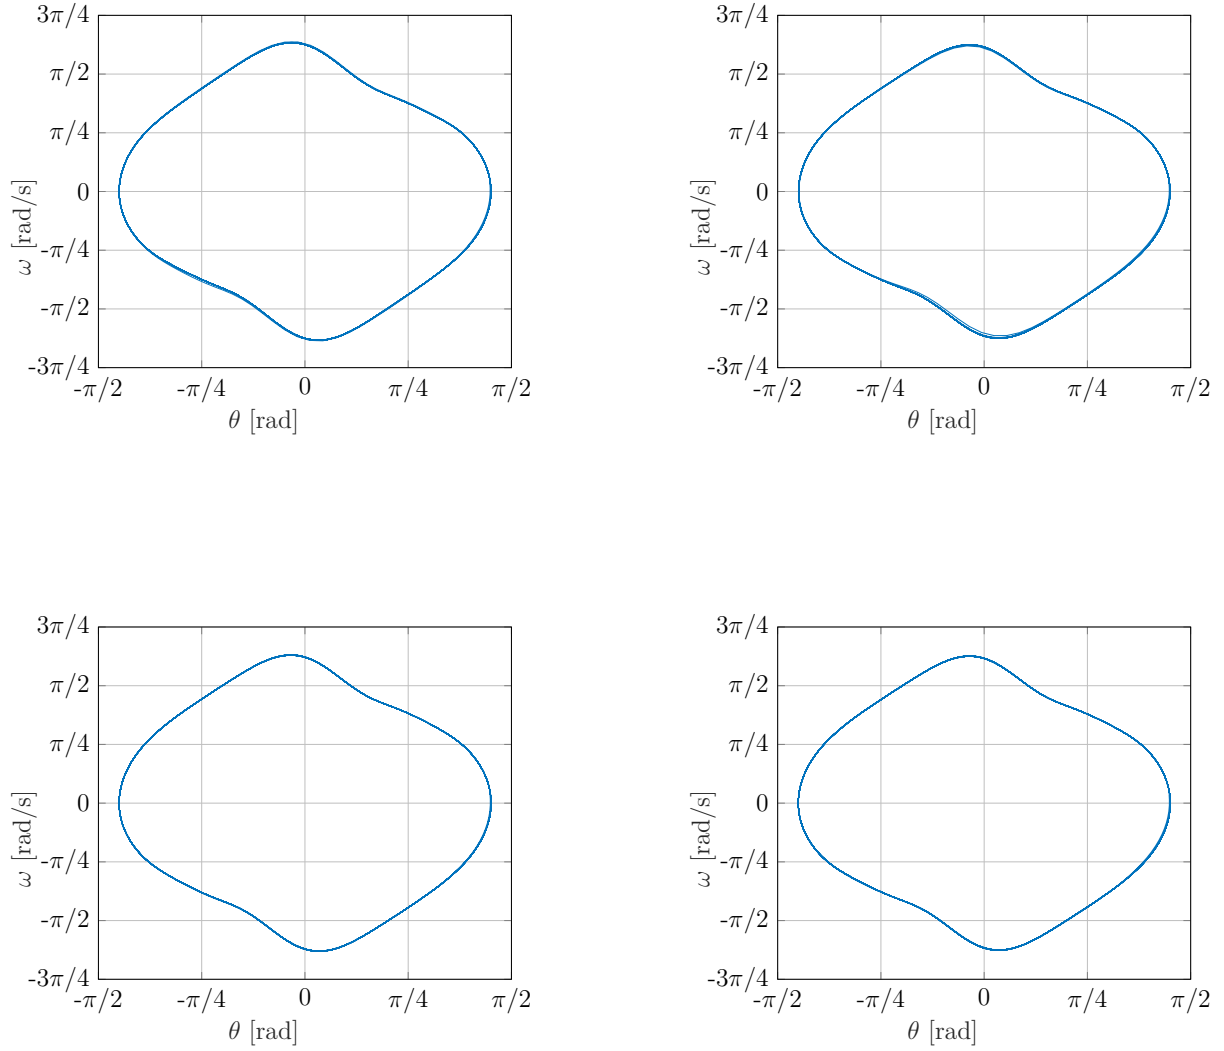 3π/4 3π/4
π/2 π/2
π/4 π/4
0 0
-π/4 -π/4
-π/2 -π/2
-3π/4 -3π/4
ω [rad/s] ω [rad/s]
-π/2 -π/4 0 π/4 π/2 -π/2 -π/4 0 π/4 π/2
θ [rad] θ [rad]
3π/4 3π/4
π/2 π/2
π/4 π/4
0 0
-π/4 -π/4
-π/2 -π/2
-3π/4 -3π/4
ω [rad/s] ω [rad/s]
-π/2 -π/4 0 π/4 π/2 -π/2 -π/4 0 π/4 π/2
θ [rad] θ [rad]